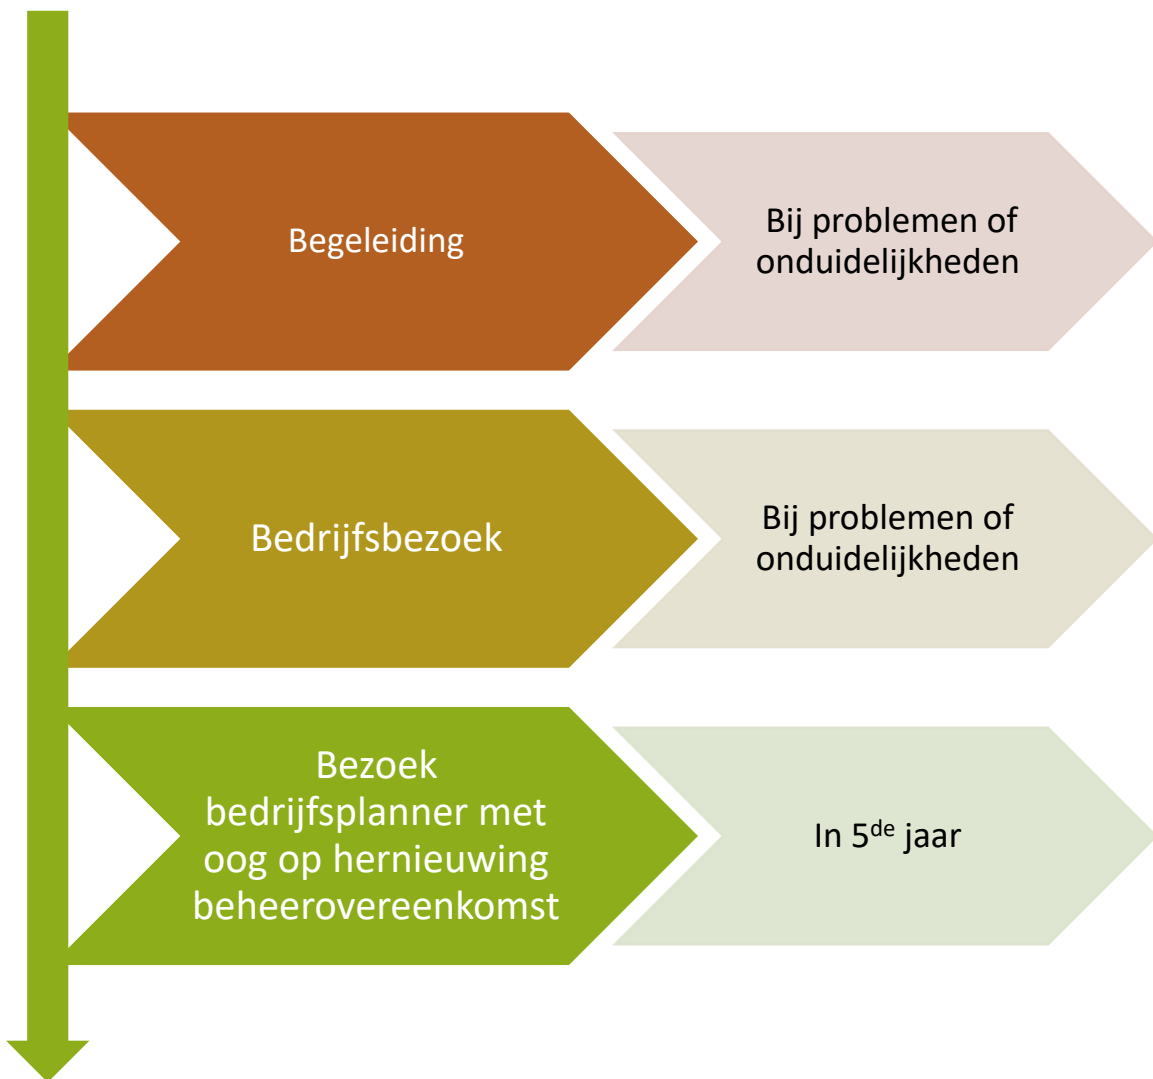 Begeleiding
Bij problemen of
onduidelijkheden
Bedrijfsbezoek
Bij problemen of
onduidelijkheden
Bezoek
bedrijfsplanner met
oog op hernieuwing
beheerovereenkomst
In 5de jaar